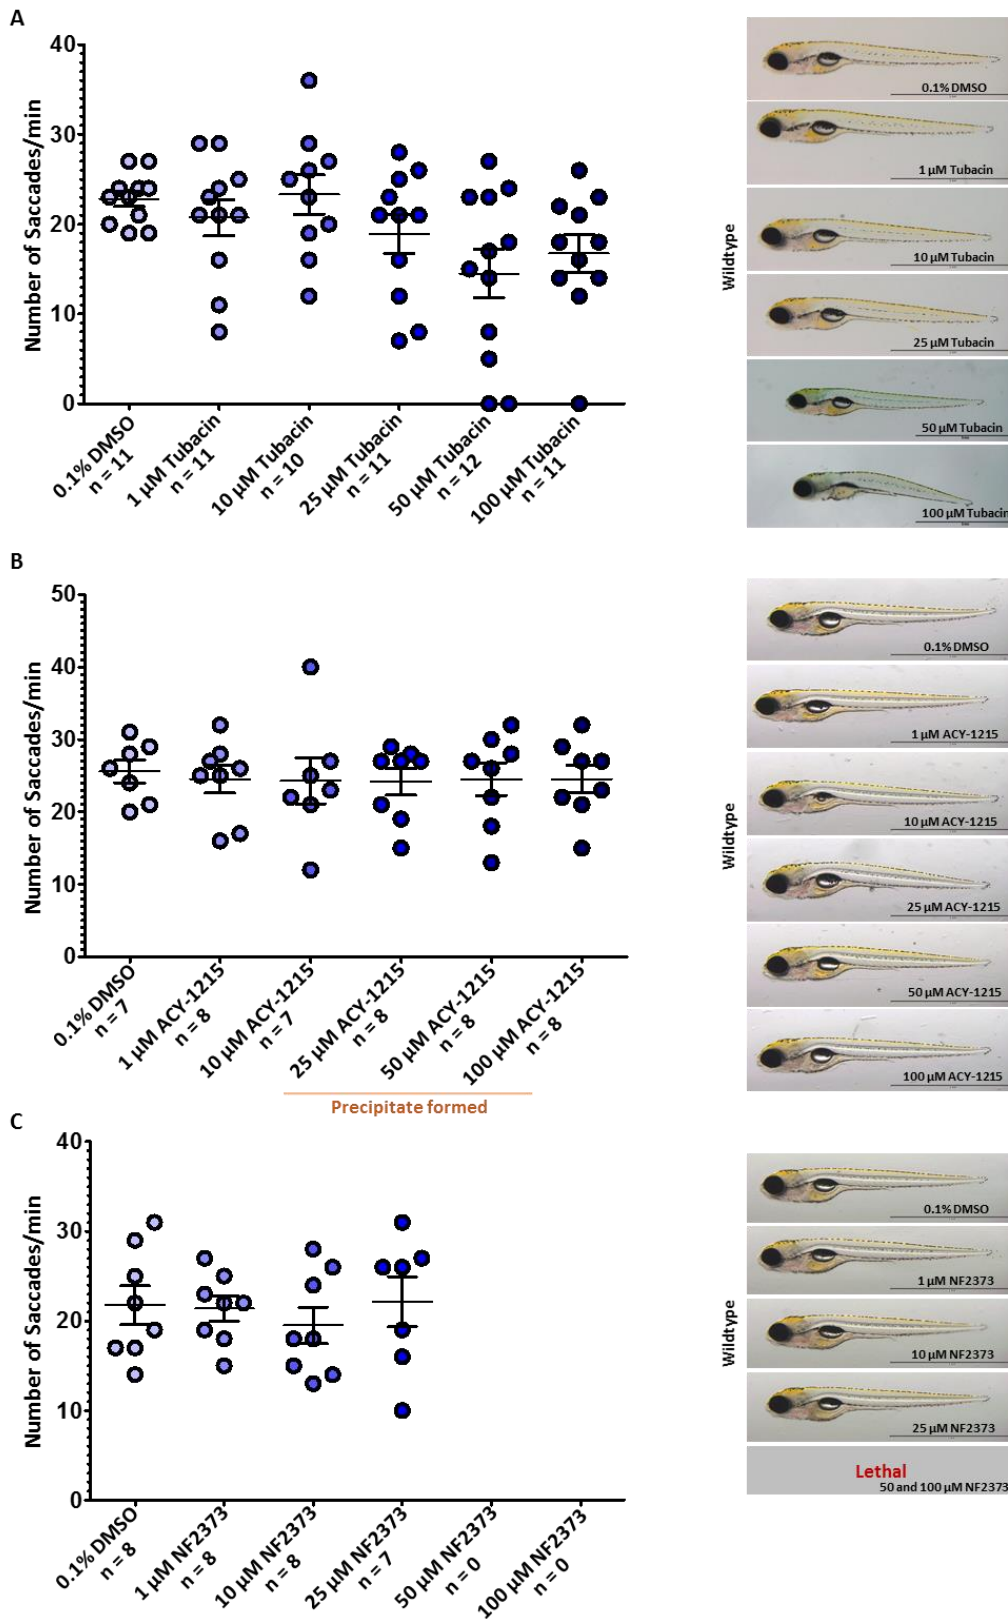 A
Number of Saccades/min
40
30
20
10
0
0.1% DMSO
n = 11
1 µM Tubacin
n = 11
10 µM Tubacin
n = 10
25 µM Tubacin
n = 11
50 µM Tubacin
n = 12
100 µM Tubacin
n = 11
Wildtype
0.1% DMSO
1 µM Tubacin
10 µM Tubacin
25 µM Tubacin
50 µM Tubacin
100 µM Tubacin
B
Number of Saccades/min
50
40
30
20
10
0
0.1% DMSO
n = 7
1 µM ACY-1215
n = 8
10 µM ACY-1215
n = 7
25 µM ACY-1215
n = 8
50 µM ACY-1215
n = 8
100 µM ACY-1215
n = 8
Precipitate formed
Wildtype
0.1% DMSO
1 µM ACY-1215
10 µM ACY-1215
25 µM ACY-1215
50 µM ACY-1215
100 µM ACY-1215
C
Number of Saccades/min
40
30
20
10
0
0.1% DMSO
n = 8
1 µM NF2373
n = 8
10 µM NF2373
n = 8
25 µM NF2373
n = 7
50 µM NF2373
n = 0
100 µM NF2373
n = 0
Wildtype
0.1% DMSO
1 µM NF2373
10 µM NF2373
25 µM NF2373
Lethal
50 and 100 µM NF2373